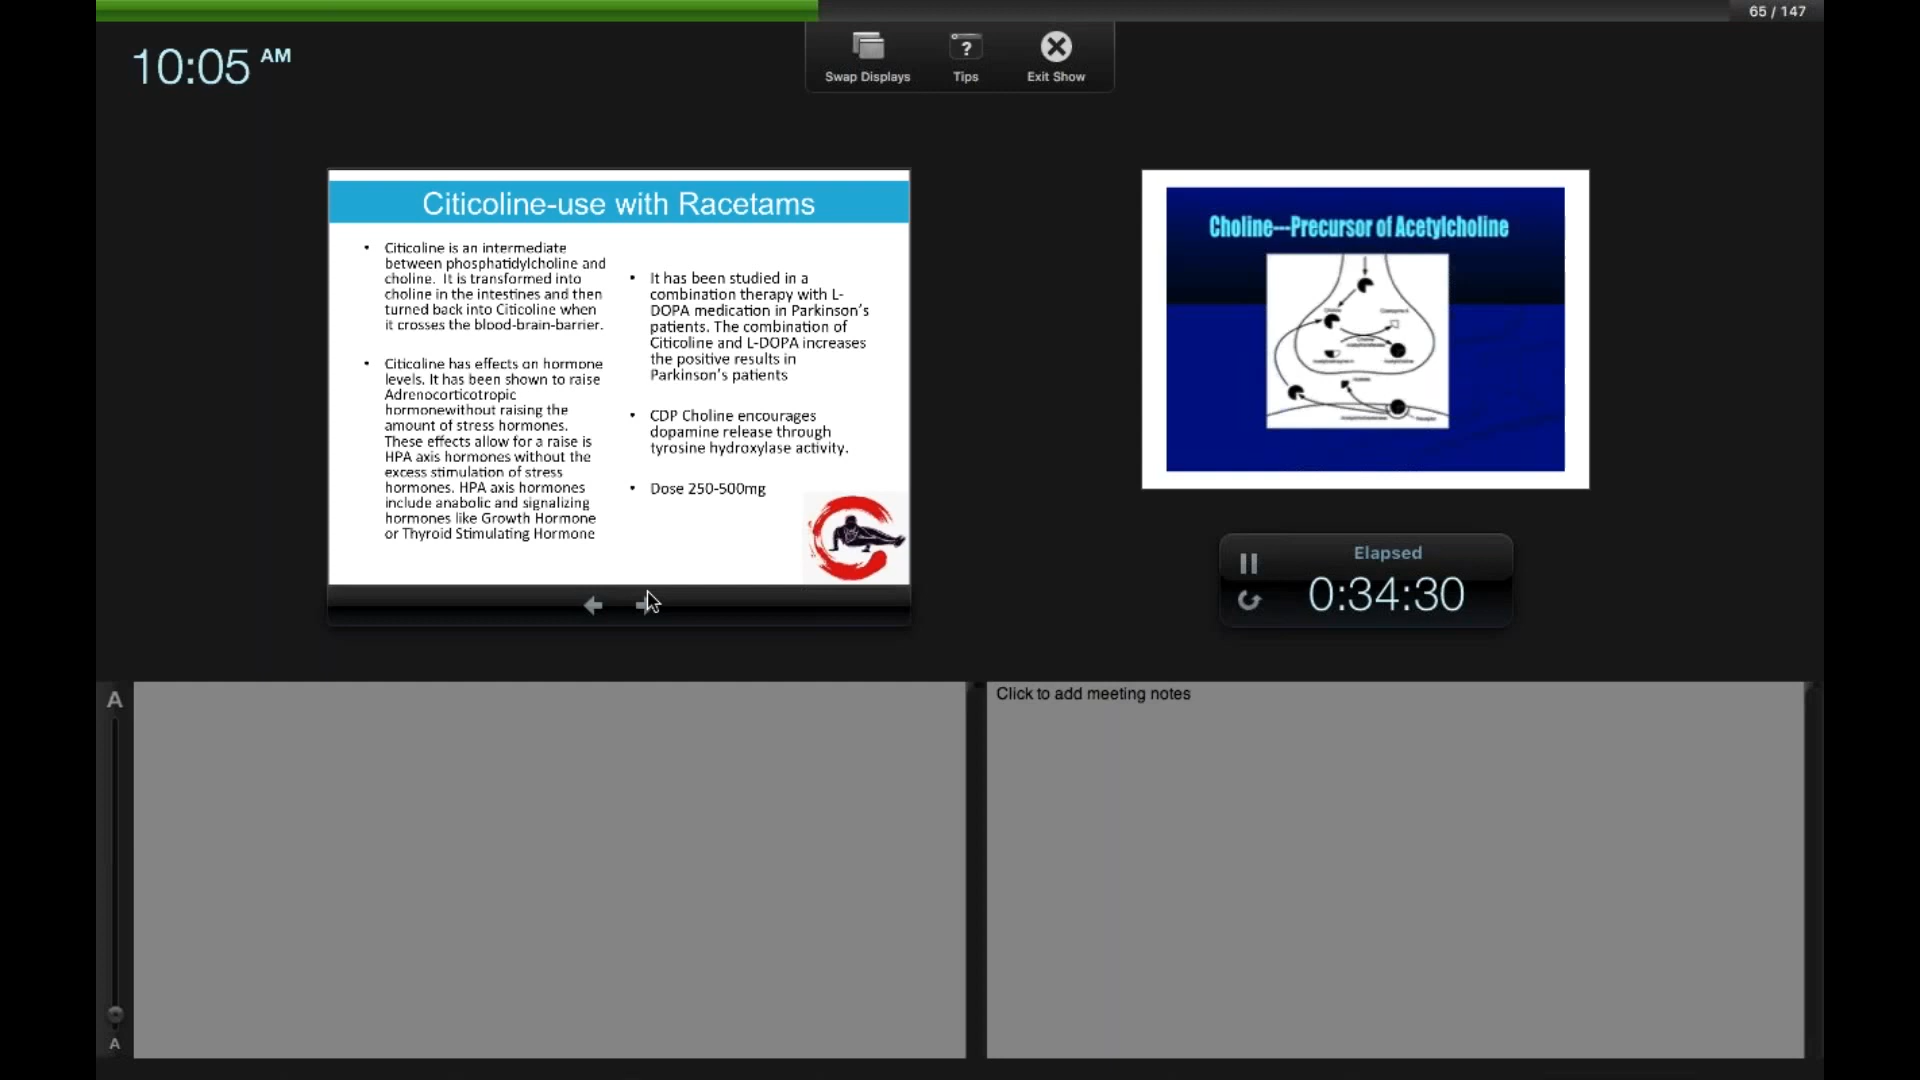 65 / 147
10:05 AM
Swap Displays
Tips
Exit Show
Citicoline-use with Racetams
• Citicoline is an intermediate
between phosphatidylcholine and
choline. It is transformed into
choline in the intestines and then
turned back into Citicoline when
it crosses the blood-brain-barrier.
• Citicoline has effects on hormone
levels. It has been shown to raise
Adrenocorticotropic
hormonewithout raising the
amount of stress hormones.
These effects allow for a raise is
HPA axis hormones without the
excess stimulation of stress
hormones. HPA axis hormones
include anabolic and signalizing
hormones like Growth Hormone
or Thyroid Stimulating Hormone
• It has been studied in a
combination therapy with L-
DOPA medication in Parkinson's
patients. The combination of
Citicoline and L-DOPA increases
the positive results in
Parkinson's patients
• CDP Choline encourages
dopamine release through
tyrosine hydroxylase activity.
• Dose 250-500mg
Choline---Precursor of Acetylcholine
Elapsed
0:34:30
A
A
Click to add meeting notes